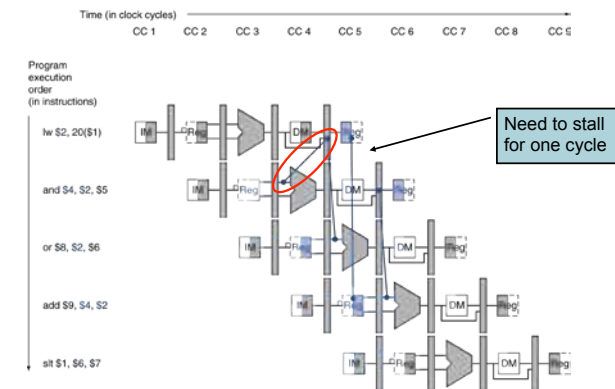 Time (in clock cycles)
CC 1 CC 2 CC 3 CC 4 CC 5 CC 6 CC 7 CC 8 CC 9
Program
execution
order
(in instructions)
lw $2, 20($1)
IM Reg DM Reg
Need to stall
for one cycle
and $4, $2, $5
IM Reg DM Reg
or $8, $2, $6
IM Reg DM Reg
add $9, $4, $2
IM Reg DM Reg
slt $1, $6, $7
IM Reg DM Reg